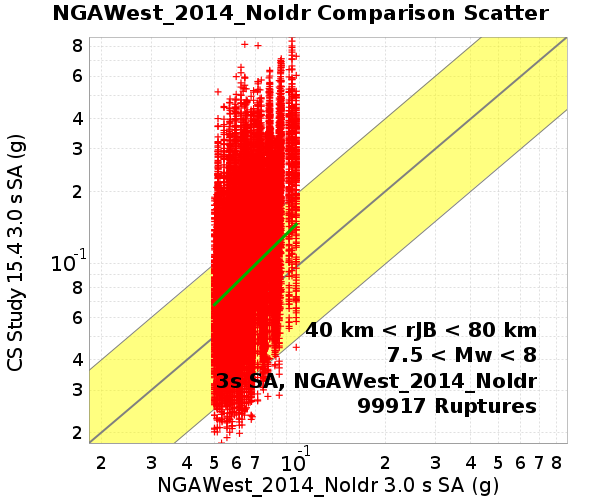 NGAWest_2014_NoIdr Comparison Scatter
CS Study 15.4 3.0 s SA (g)
8
6
4
3
2
10⁻¹
8
6
4
3
2
40 km < rJB < 80 km
7.5 < Mw < 8
3s SA, NGAWest_2014_NoIdr
99917 Ruptures
2 3 4 5 6 7 10⁻¹ 2 3 4 5 6 7 8
NGAWest_2014_NoIdr 3.0 s SA (g)